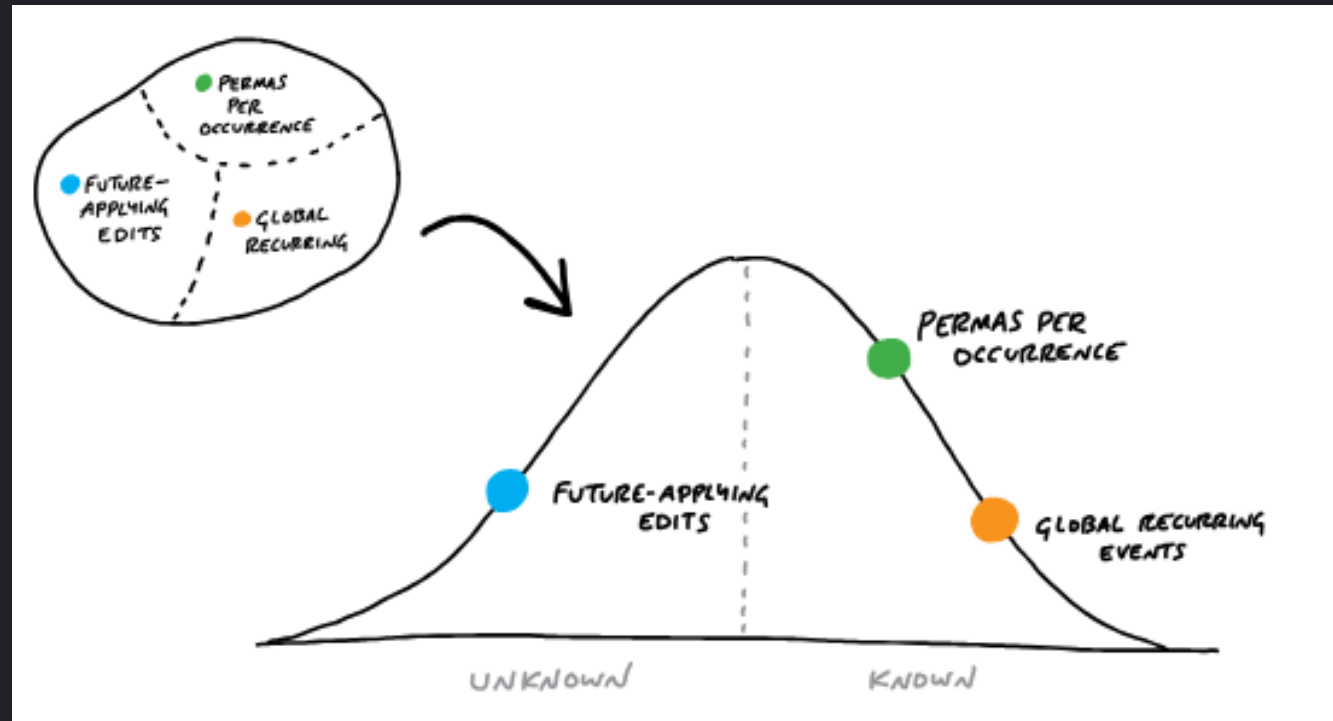 PERMAS
PER
OCCURRENCE
FUTURE-
APPLYING
EDITS
GLOBAL
RECURRING
PERMAS PER
OCCURRENCE
FUTURE-APPLYING
EDITS
GLOBAL RECURRING
EVENTS
UNKNOWN
KNOWN